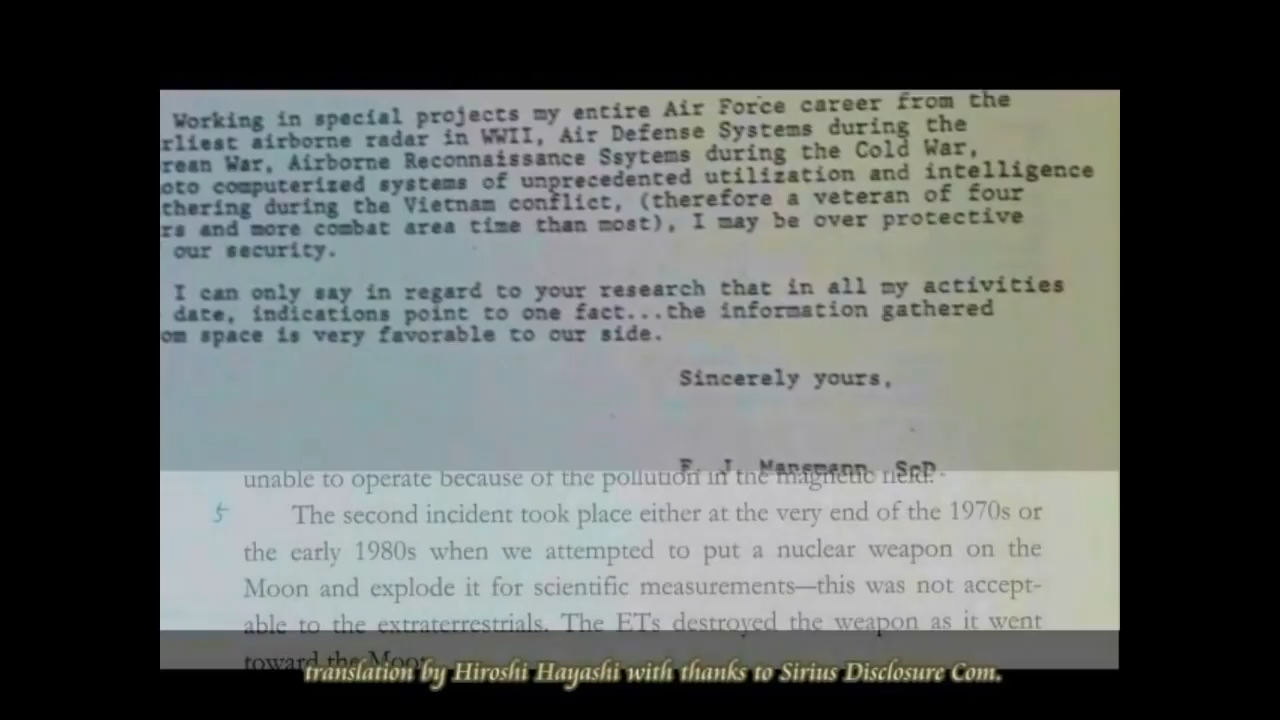 Working in special projects my entire Air Force career from the
rliest airborne radar in WWII, Air Defense Systems during the
rean War, Airborne Reconnaissance Ssytems during the Cold War,
oto computerized systems of unprecedented utilization and intelligence
thering during the Vietnam conflict, (therefore a veteran of four
rs and more combat area time than most), I may be over protective
our security.
I can only say in regard to your research that in all my activities
date, indications point to one fact...the information gathered
om space is very favorable to our side.
Sincerely yours,
F. J. Mansmann, ScD.
unable to operate because of the pollution in the magnetic field.
5 The second incident took place either at the very end of the 1970s or
the early 1980s when we attempted to put a nuclear weapon on the
Moon and explode it for scientific measurements—this was not accept-
able to the extraterrestrials. The ETs destroyed the weapon as it went
toward the Moon
translation by Hiroshi Hayashi with thanks to Sirius Disclosure Com.